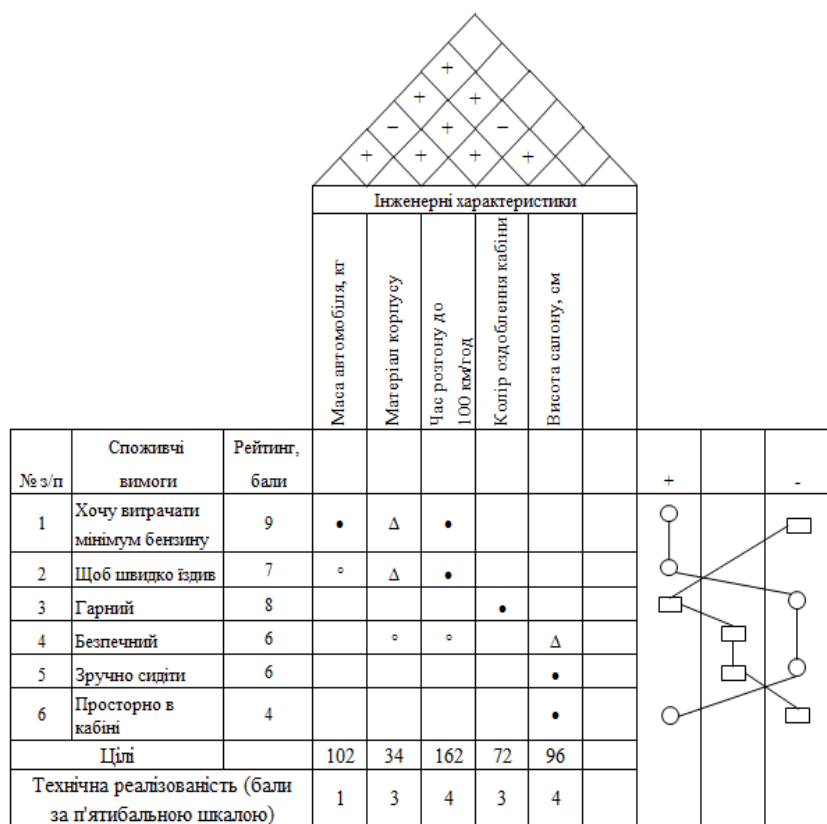 +
+ +
− + −
+ + + +
Інженерні характеристики
Маса автомобіля, кг
Матеріал корпусу
Час розгону до
100 км/год
Колір оздоблення кабіни
Висота салону, см
№ з/п Споживчі вимоги Рейтинг, бали + -
1 Хочу витрачати 9 • Δ •
мінімум бензину
2 Щоб швидко їздив 7 ° Δ •
3 Гарний 8 •
4 Безпечний 6 ° ° Δ
5 Зручно сидіти 6 •
6 Просторно в 4 •
кабіні
Цілі 102 34 162 72 96
Технічна реалізованість (бали
за п'ятибальною шкалою) 1 3 4 3 4